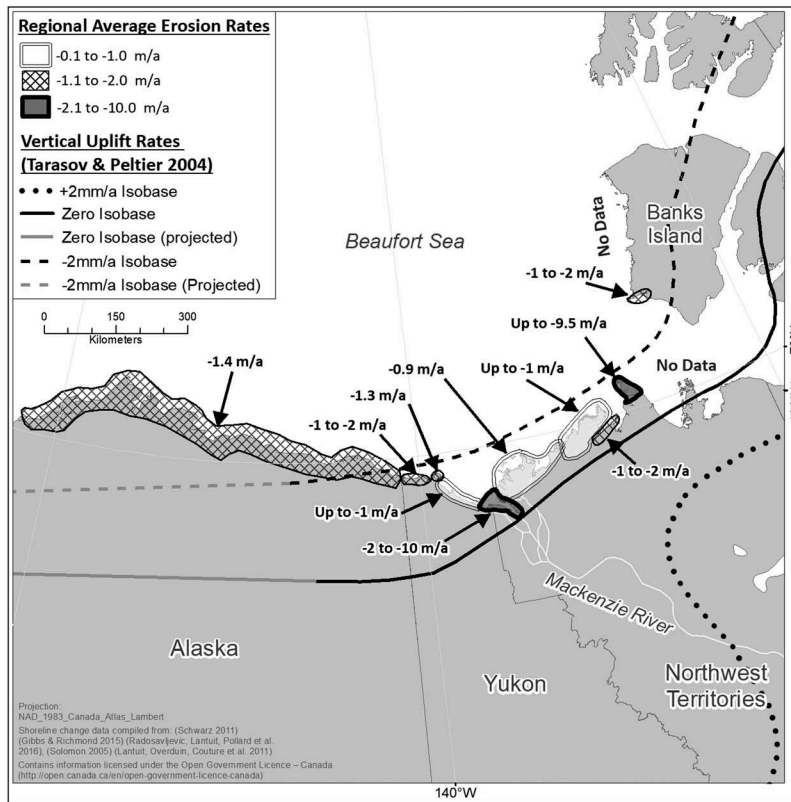 Regional Average Erosion Rates
-0.1 to -1.0 m/a
-1.1 to -2.0 m/a
-2.1 to -10.0 m/a
Vertical Uplift Rates
(Tarasov & Peltier 2004)
+2mm/a Isobase
Zero Isobase
Zero Isobase (projected)
-2mm/a Isobase
-2mm/a Isobase (Projected)
0 150 300
Kilometers
Beaufort Sea
No Data
Banks
Island
-1 to -2 m/a
Up to -9.5 m/a
No Data
-0.9 m/a
Up to -1 m/a
-1.4 m/a
-1.3 m/a
-1 to -2 m/a
-1 to -2 m/a
Up to -1 m/a
-2 to -10 m/a
Mackenzie River
Alaska
Yukon
Northwest
Territories
Projection:
NAD_1983_Canada_Atlas_Lambert
Shoreline change data compiled from: (Schwarz 2011)
(Gibbs & Richmond 2015) (Radosavljevic, Lantuit, Pollard et al.
2016), (Solomon 2005) (Lantuit, Overduin, Couture et al. 2011)
Contains information licensed under the Open Government Licence – Canada
(http://open.canada.ca/en/open-government-licence-canada)
140°W